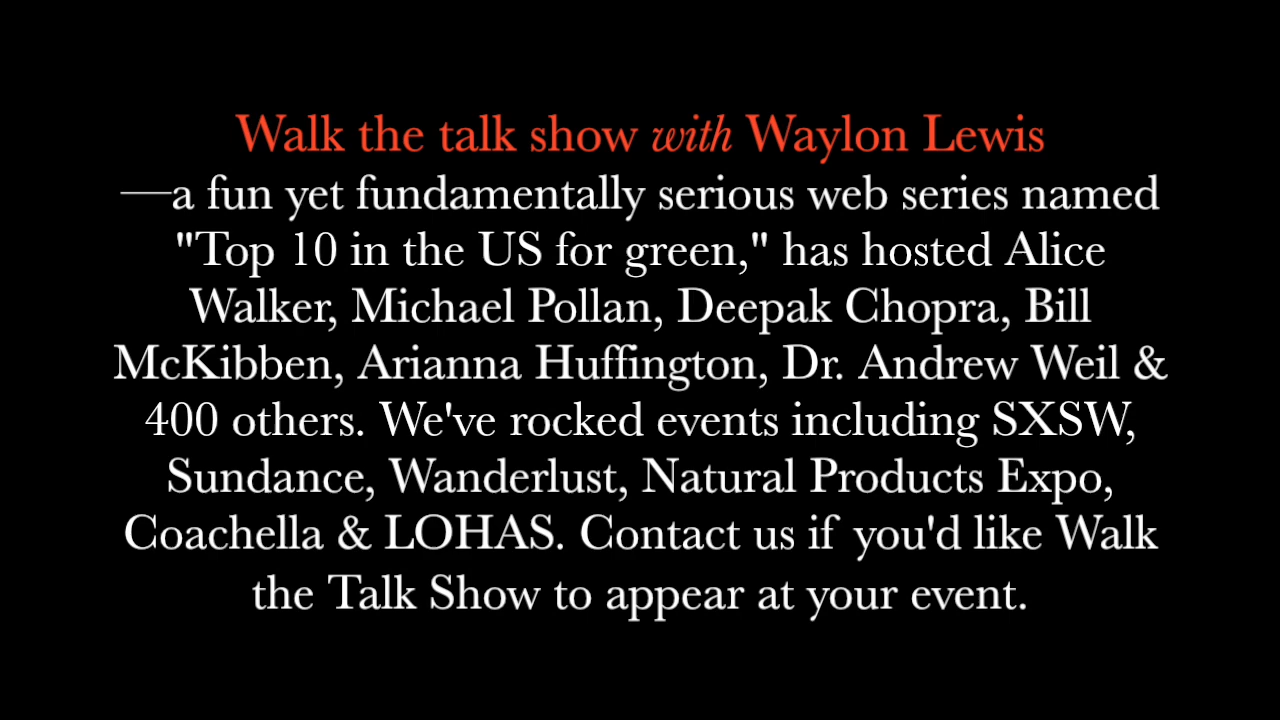 Walk the talk show with Waylon Lewis
—a fun yet fundamentally serious web series named
"Top 10 in the US for green," has hosted Alice
Walker, Michael Pollan, Deepak Chopra, Bill
McKibben, Arianna Huffington, Dr. Andrew Weil &
400 others. We've rocked events including SXSW,
Sundance, Wanderlust, Natural Products Expo,
Coachella & LOHAS. Contact us if you'd like Walk
the Talk Show to appear at your event.